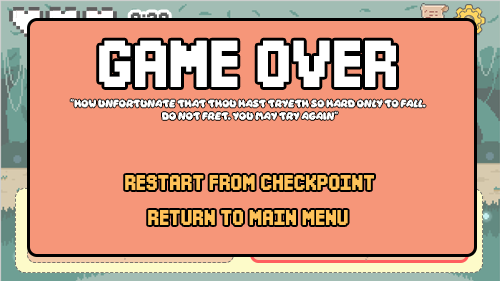 GAME OVER
"HOW UNFORTUNATE THAT THOU HAST TRYETH SO HARD ONLY TO FALL.
DO NOT FRET. YOU MAY TRY AGAIN"
RESTART FROM CHECKPOINT
RETURN TO MAIN MENU